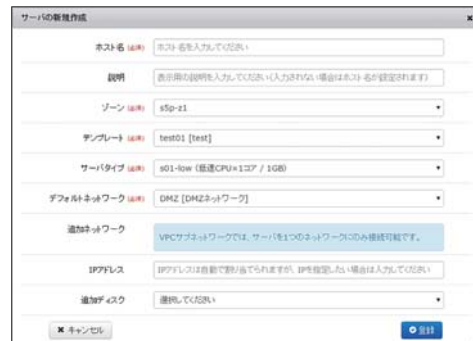 サーバの新規作成 ×
ホスト名 (必須) ホスト名を入力してください
説明 表示用の説明を入力してください(入力されない場合はホスト名が設定されます)
ゾーン (必須) s5p-z1
テンプレート (必須) test01 [test]
サーバタイプ (必須) s01-low (低速CPU×1コア / 1GB)
デフォルトネットワーク (必須) DMZ [DMZネットワーク]
追加ネットワーク VPCサブネットワークでは、サーバを1つのネットワークにのみ接続可能です。
IPアドレス IPアドレスは自動で割り当てられますが、IPを指定したい場合は入力してください
追加ディスク 選択してください
× キャンセル 登録